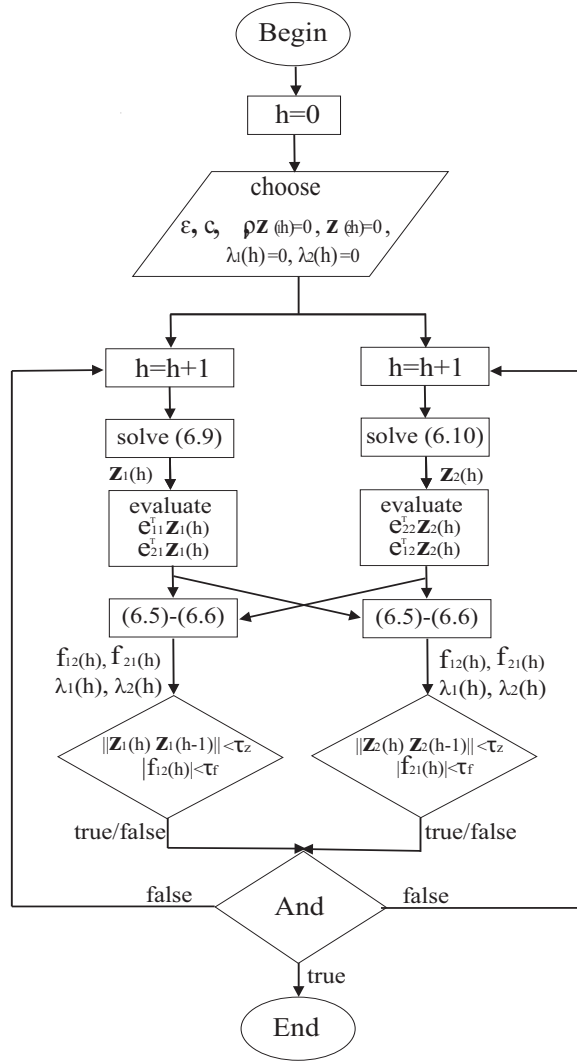 Begin
h=0
choose
ε, c, ρz (1h)=0, z (2h)=0,
λ1(h)=0, λ2(h)=0
h=h+1
h=h+1
solve (6.9)
solve (6.10)
z1(h)
z2(h)
evaluate
eT11z1(h)
eT21z1(h)
evaluate
eT22z2(h)
eT12z2(h)
(6.5)-(6.6)
(6.5)-(6.6)
f12(h), f21(h)
λ1(h), λ2(h)
f12(h), f21(h)
λ1(h), λ2(h)
||z1(h) z1(h-1)||<τz
|f12(h)|<τf
||z2(h) z2(h-1)||<τz
|f21(h)|<τf
true/false
true/false
false
And
false
true
End